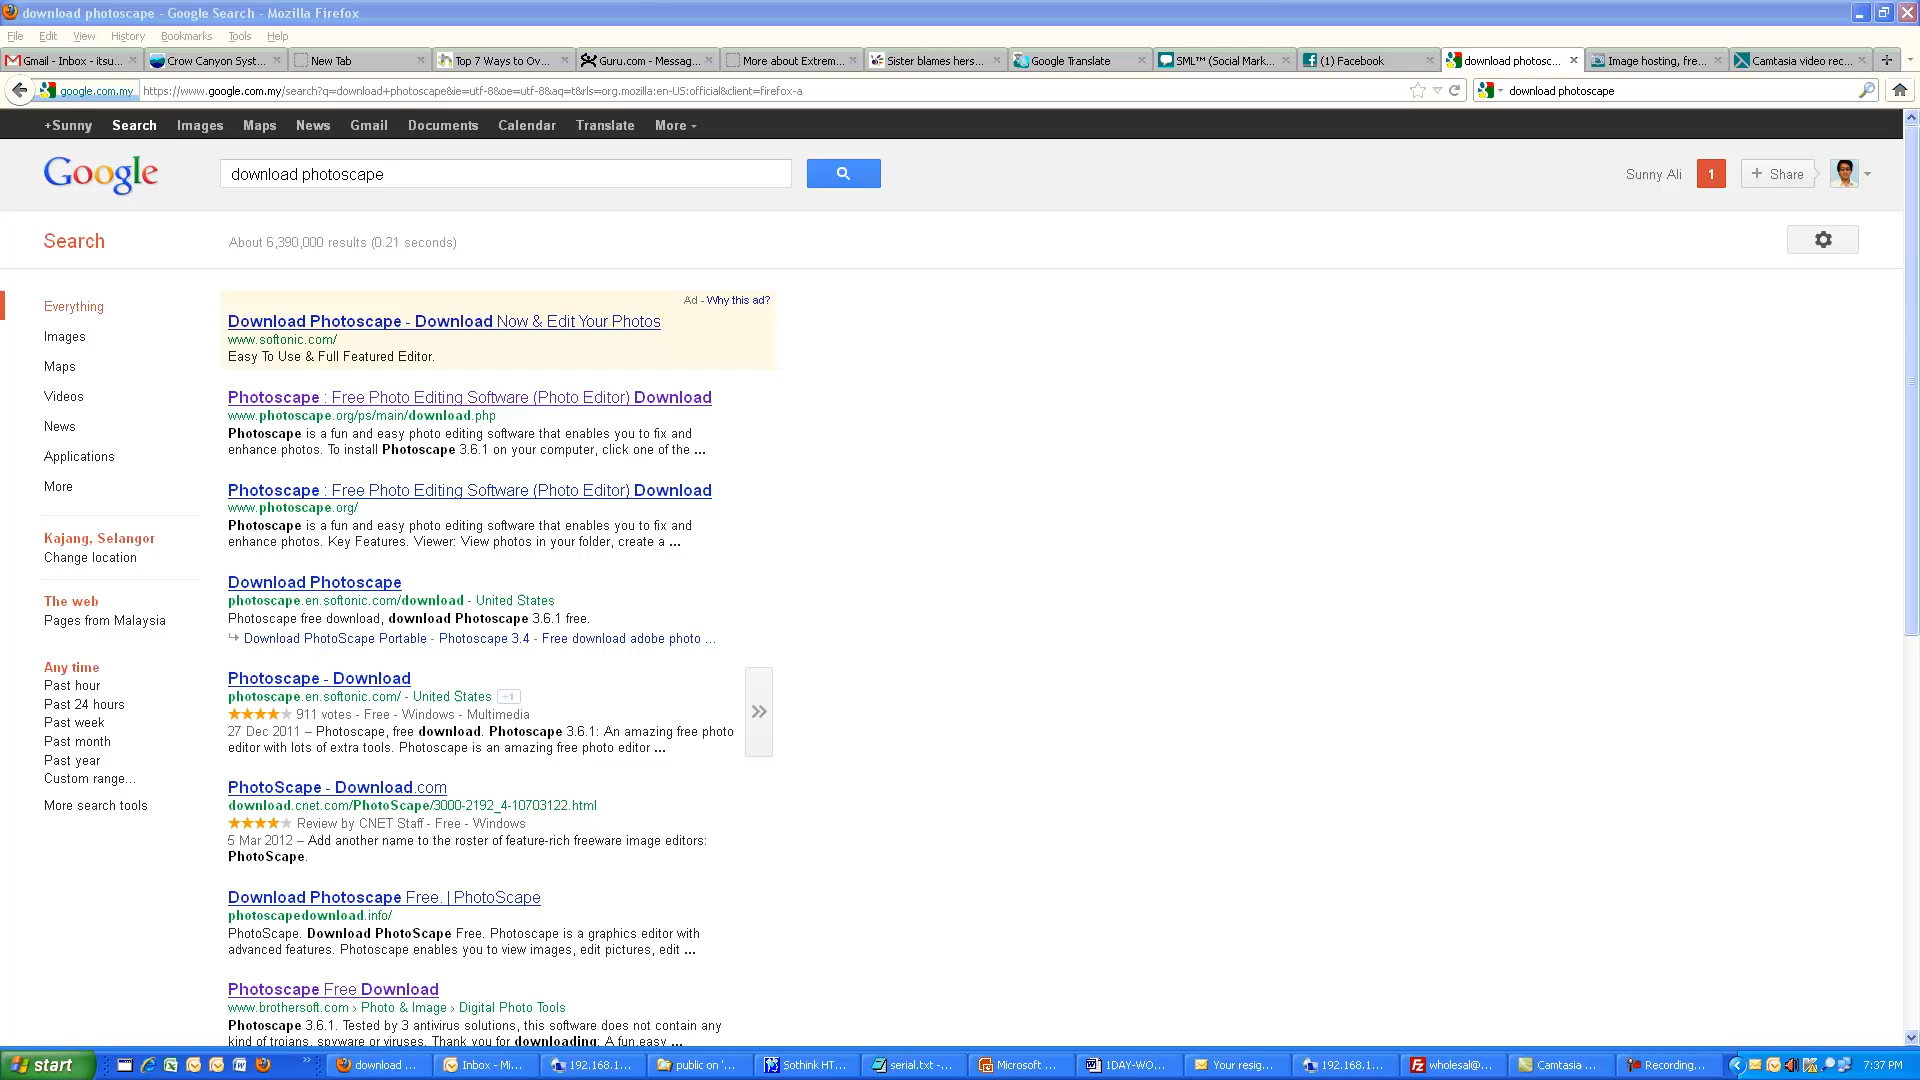 download photoscape - Google Search - Mozilla Firefox
File Edit View History Bookmarks Tools Help
Gmail - Inbox - itsu... Crow Canyon Syst... New Tab Top 7 Ways to Ov... Guru.com - Messag... More about Extrem... Sister blames hers... Google Translate SML™ (Social Mark... (1) Facebook download photosc... Image hosting, fre... Camtasia video rec...
google.com.my https://www.google.com.my/search?q=download+photoscape&ie=utf-8&oe=utf-8&aq=t&rls=org.mozilla:en-US:official&client=firefox-a download photoscape
+Sunny Search Images Maps News Gmail Documents Calendar Translate More
Google download photoscape Sunny Ali 1 + Share
Search About 6,390,000 results (0.21 seconds)
Everything
Images
Maps
Videos
News
Applications
More
Kajang, Selangor
Change location
The web
Pages from Malaysia
Any time
Past hour
Past 24 hours
Past week
Past month
Past year
Custom range...
More search tools
Ad - Why this ad?
Download Photoscape - Download Now & Edit Your Photos
www.softonic.com/
Easy To Use & Full Featured Editor.
Photoscape : Free Photo Editing Software (Photo Editor) Download
www.photoscape.org/ps/main/download.php
Photoscape is a fun and easy photo editing software that enables you to fix and
enhance photos. To install Photoscape 3.6.1 on your computer, click one of the ...
Photoscape : Free Photo Editing Software (Photo Editor) Download
www.photoscape.org/
Photoscape is a fun and easy photo editing software that enables you to fix and
enhance photos. Key Features. Viewer: View photos in your folder, create a ...
Download Photoscape
photoscape.en.softonic.com/download - United States
Photoscape free download, download Photoscape 3.6.1 free.
Download PhotoScape Portable - Photoscape 3.4 - Free download adobe photo ...
Photoscape - Download
photoscape.en.softonic.com/ - United States +1
911 votes - Free - Windows - Multimedia
27 Dec 2011 – Photoscape, free download. Photoscape 3.6.1: An amazing free photo
editor with lots of extra tools. Photoscape is an amazing free photo editor ...
PhotoScape - Download.com
download.cnet.com/PhotoScape/3000-2192_4-10703122.html
Review by CNET Staff - Free - Windows
5 Mar 2012 – Add another name to the roster of feature-rich freeware image editors:
PhotoScape.
Download Photoscape Free. | PhotoScape
photoscapedownload.info/
PhotoScape. Download PhotoScape Free. Photoscape is a graphics editor with
advanced features. Photoscape enables you to view images, edit pictures, edit ...
Photoscape Free Download
www.brothersoft.com › Photo & Image › Digital Photo Tools
Photoscape 3.6.1. Tested by 3 antivirus solutions, this software does not contain any
kind of trojans, spyware or viruses. Thank you for downloading: A fun,easy ...
start download ... Inbox - Mi... 192.168.1... public on '... Sothink HT... serial.txt -... Microsoft ... 1DAY-WO... Your resig... 192.168.1... wholesal@... Camtasia ... Recording... 7:37 PM